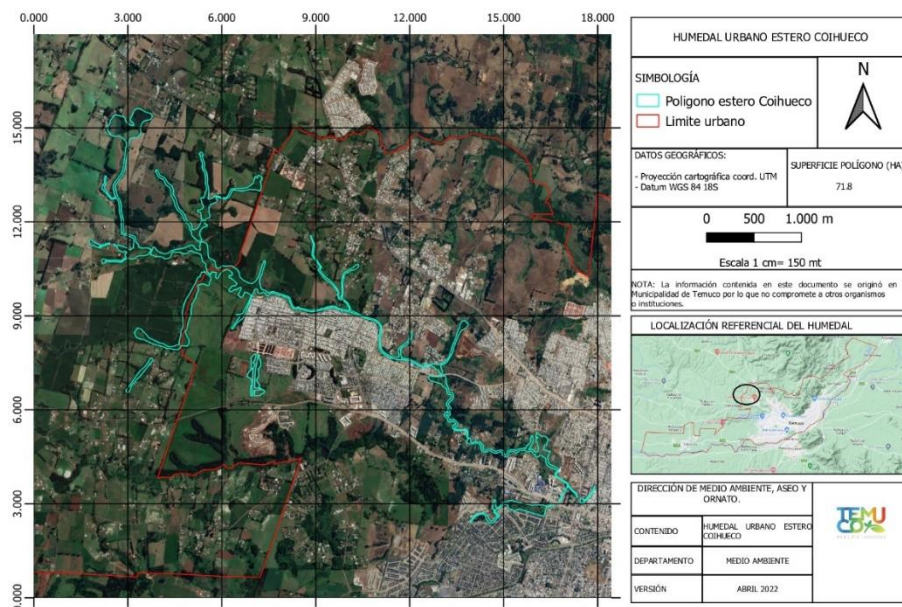 0.000 3.000 6.000 9.000 12.000 15.000 18.000
15.000
12.000
9.000
6.000
3.000
0.000
HUMEDAL URBANO ESTERO COIHUECO
SIMBOLOGÍA
Poligono estero Coihueco
Limite urbano
N
DATOS GEOGRÁFICOS:
- Proyección cartográfica coord. UTM
- Datum WGS 84 18S
SUPERFICIE POLÍGONO (HA)
71.8
0 500 1.000 m
Escala 1 cm= 150 mt
NOTA: La información contenida en este documento se originó en
Municipalidad de Temuco por lo que no compromete a otros organismos
o instituciones.
LOCALIZACIÓN REFERENCIAL DEL HUMEDAL
Temuco
DIRECCIÓN DE MEDIO AMBIENTE, ASEO Y
ORNATO.
CONTENIDO
HUMEDAL URBANO ESTERO
COIHUECO
DEPARTAMENTO
MEDIO AMBIENTE
VERSIÓN
ABRIL 2022
TEMU
CO